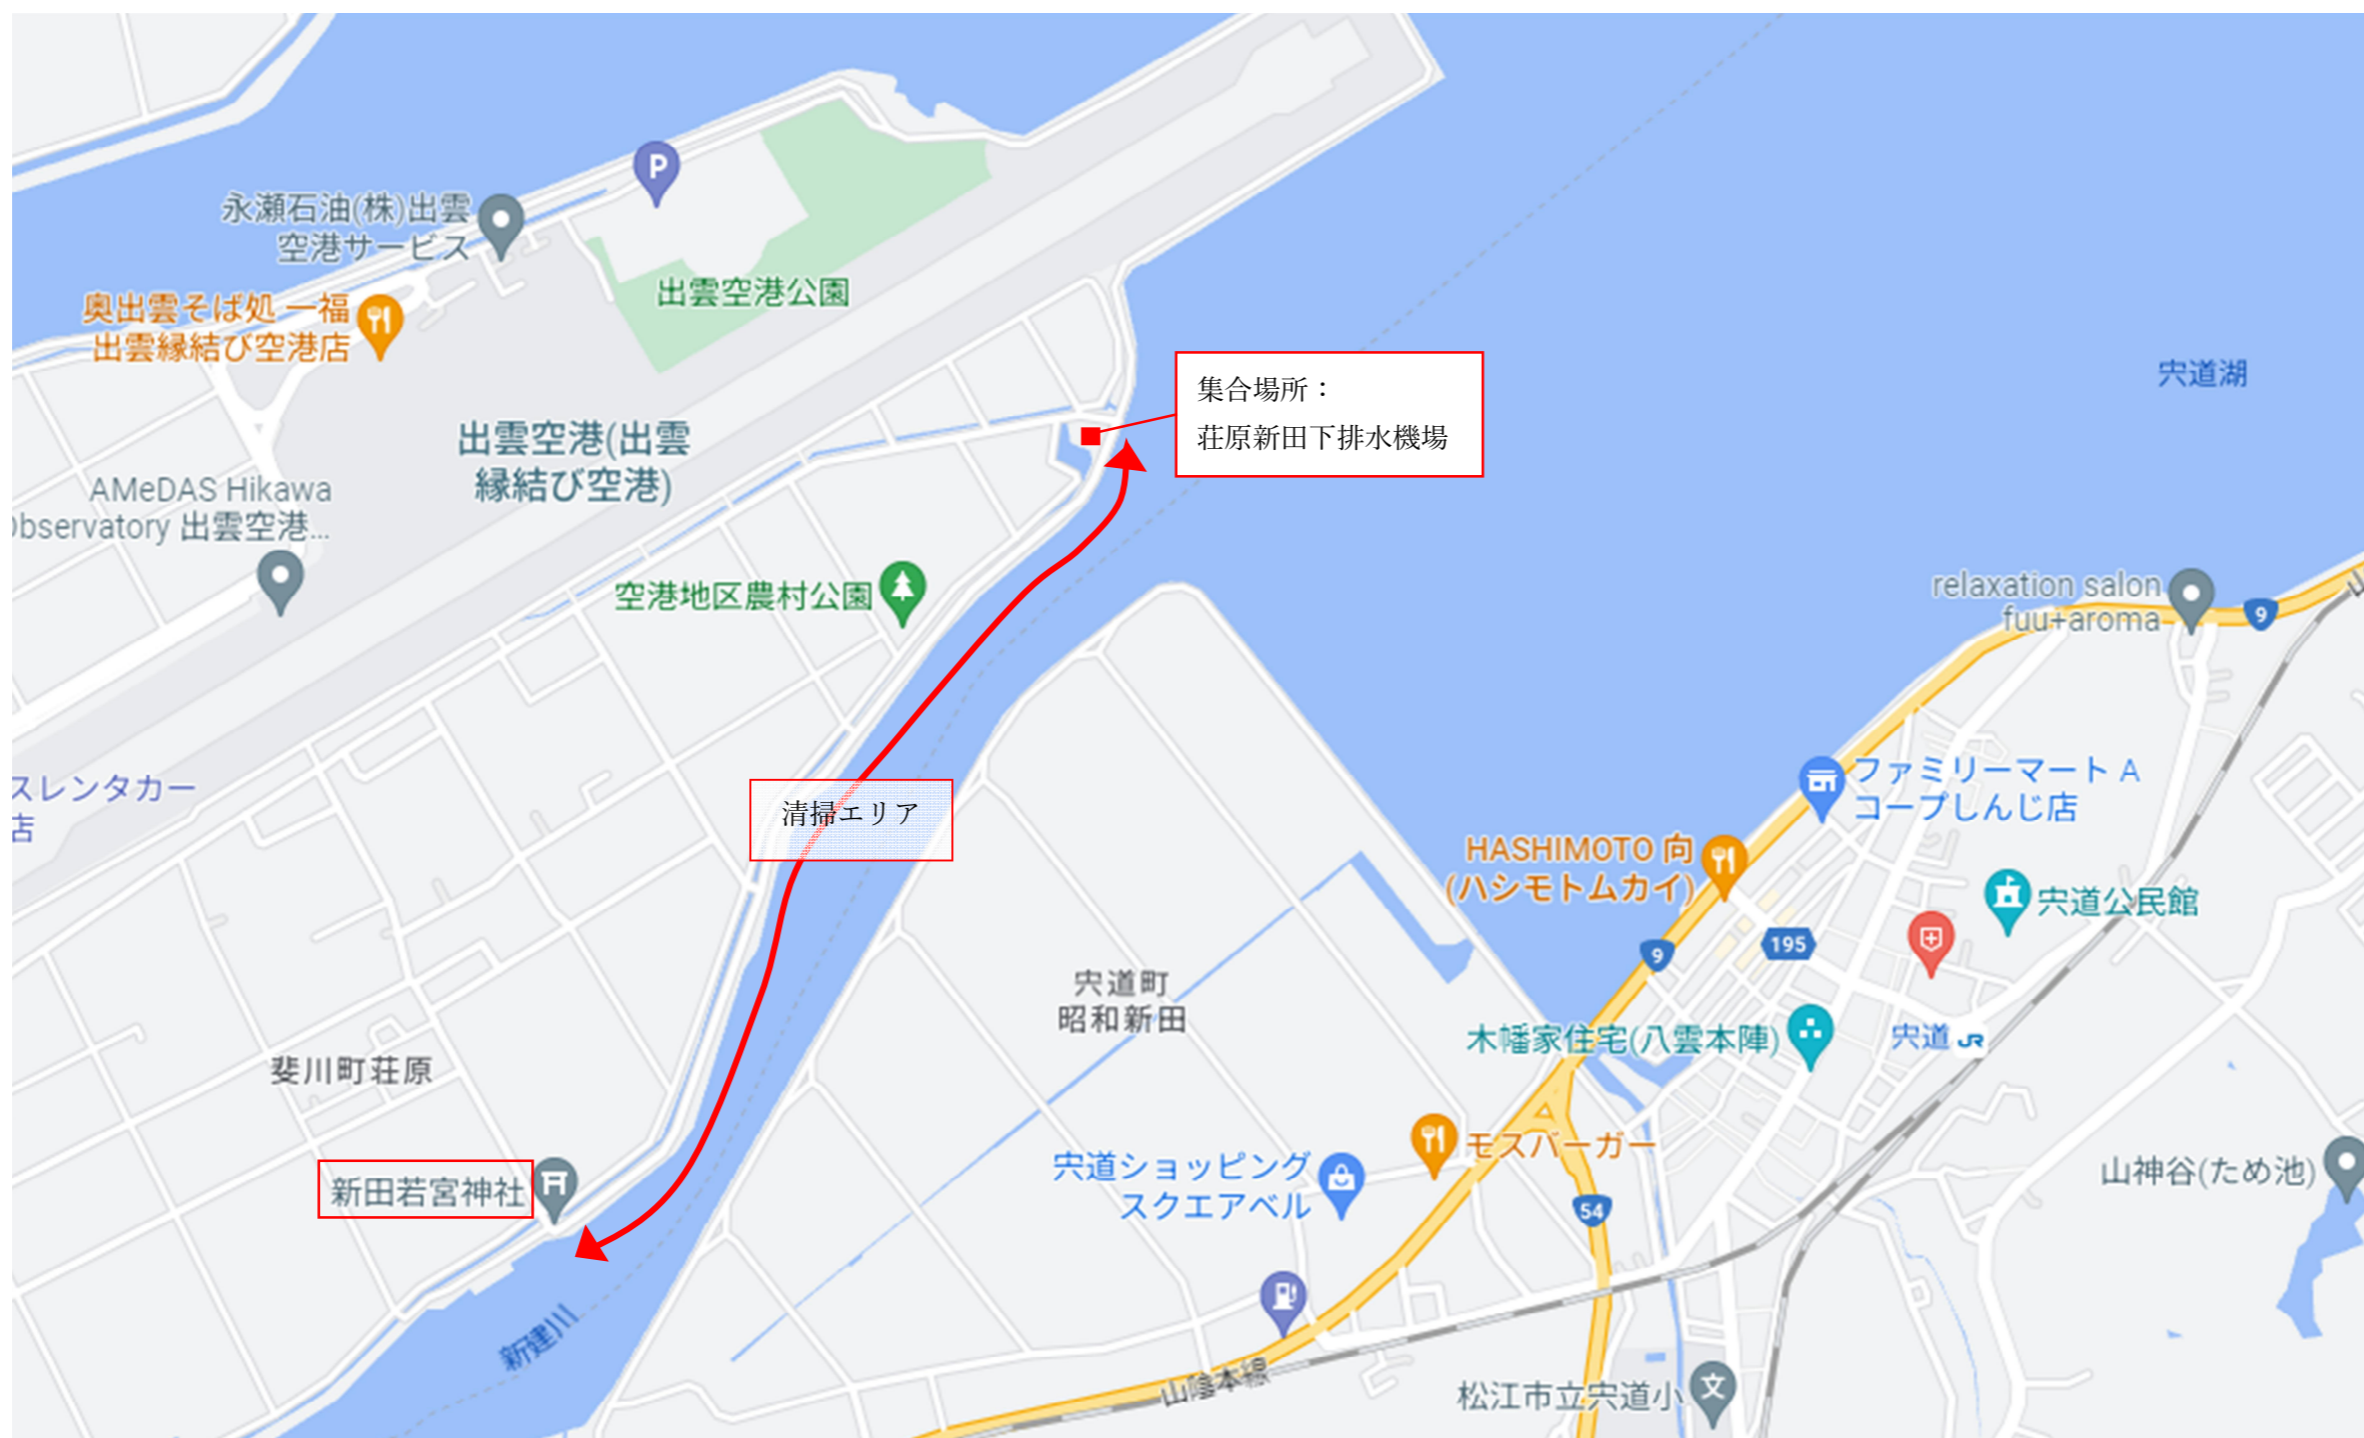 P
永瀬石油(株)出雲
空港サービス
奥出雲そば処 一福
出雲縁結び空港店
出雲空港公園
出雲空港(出雲
縁結び空港)
集合場所：
荘原新田下排水機場
宍道湖
AMeDAS Hikawa
Observatory 出雲空港...
空港地区農村公園
relaxation salon
fuu+aroma
9
スレンタカー
店
清掃エリア
ファミリーマート A
コープしんじ店
HASHIMOTO 向
(ハシモトムカイ)
宍道公民館
195
9
宍道町
昭和新田
木幡家住宅(八雲本陣)
宍道 JR
斐川町荘原
モスバーガー
宍道ショッピング
スクエアベル
新田若宮神社
54
山神谷(ため池)
新建川
山陰本線
松江市立宍道小
文